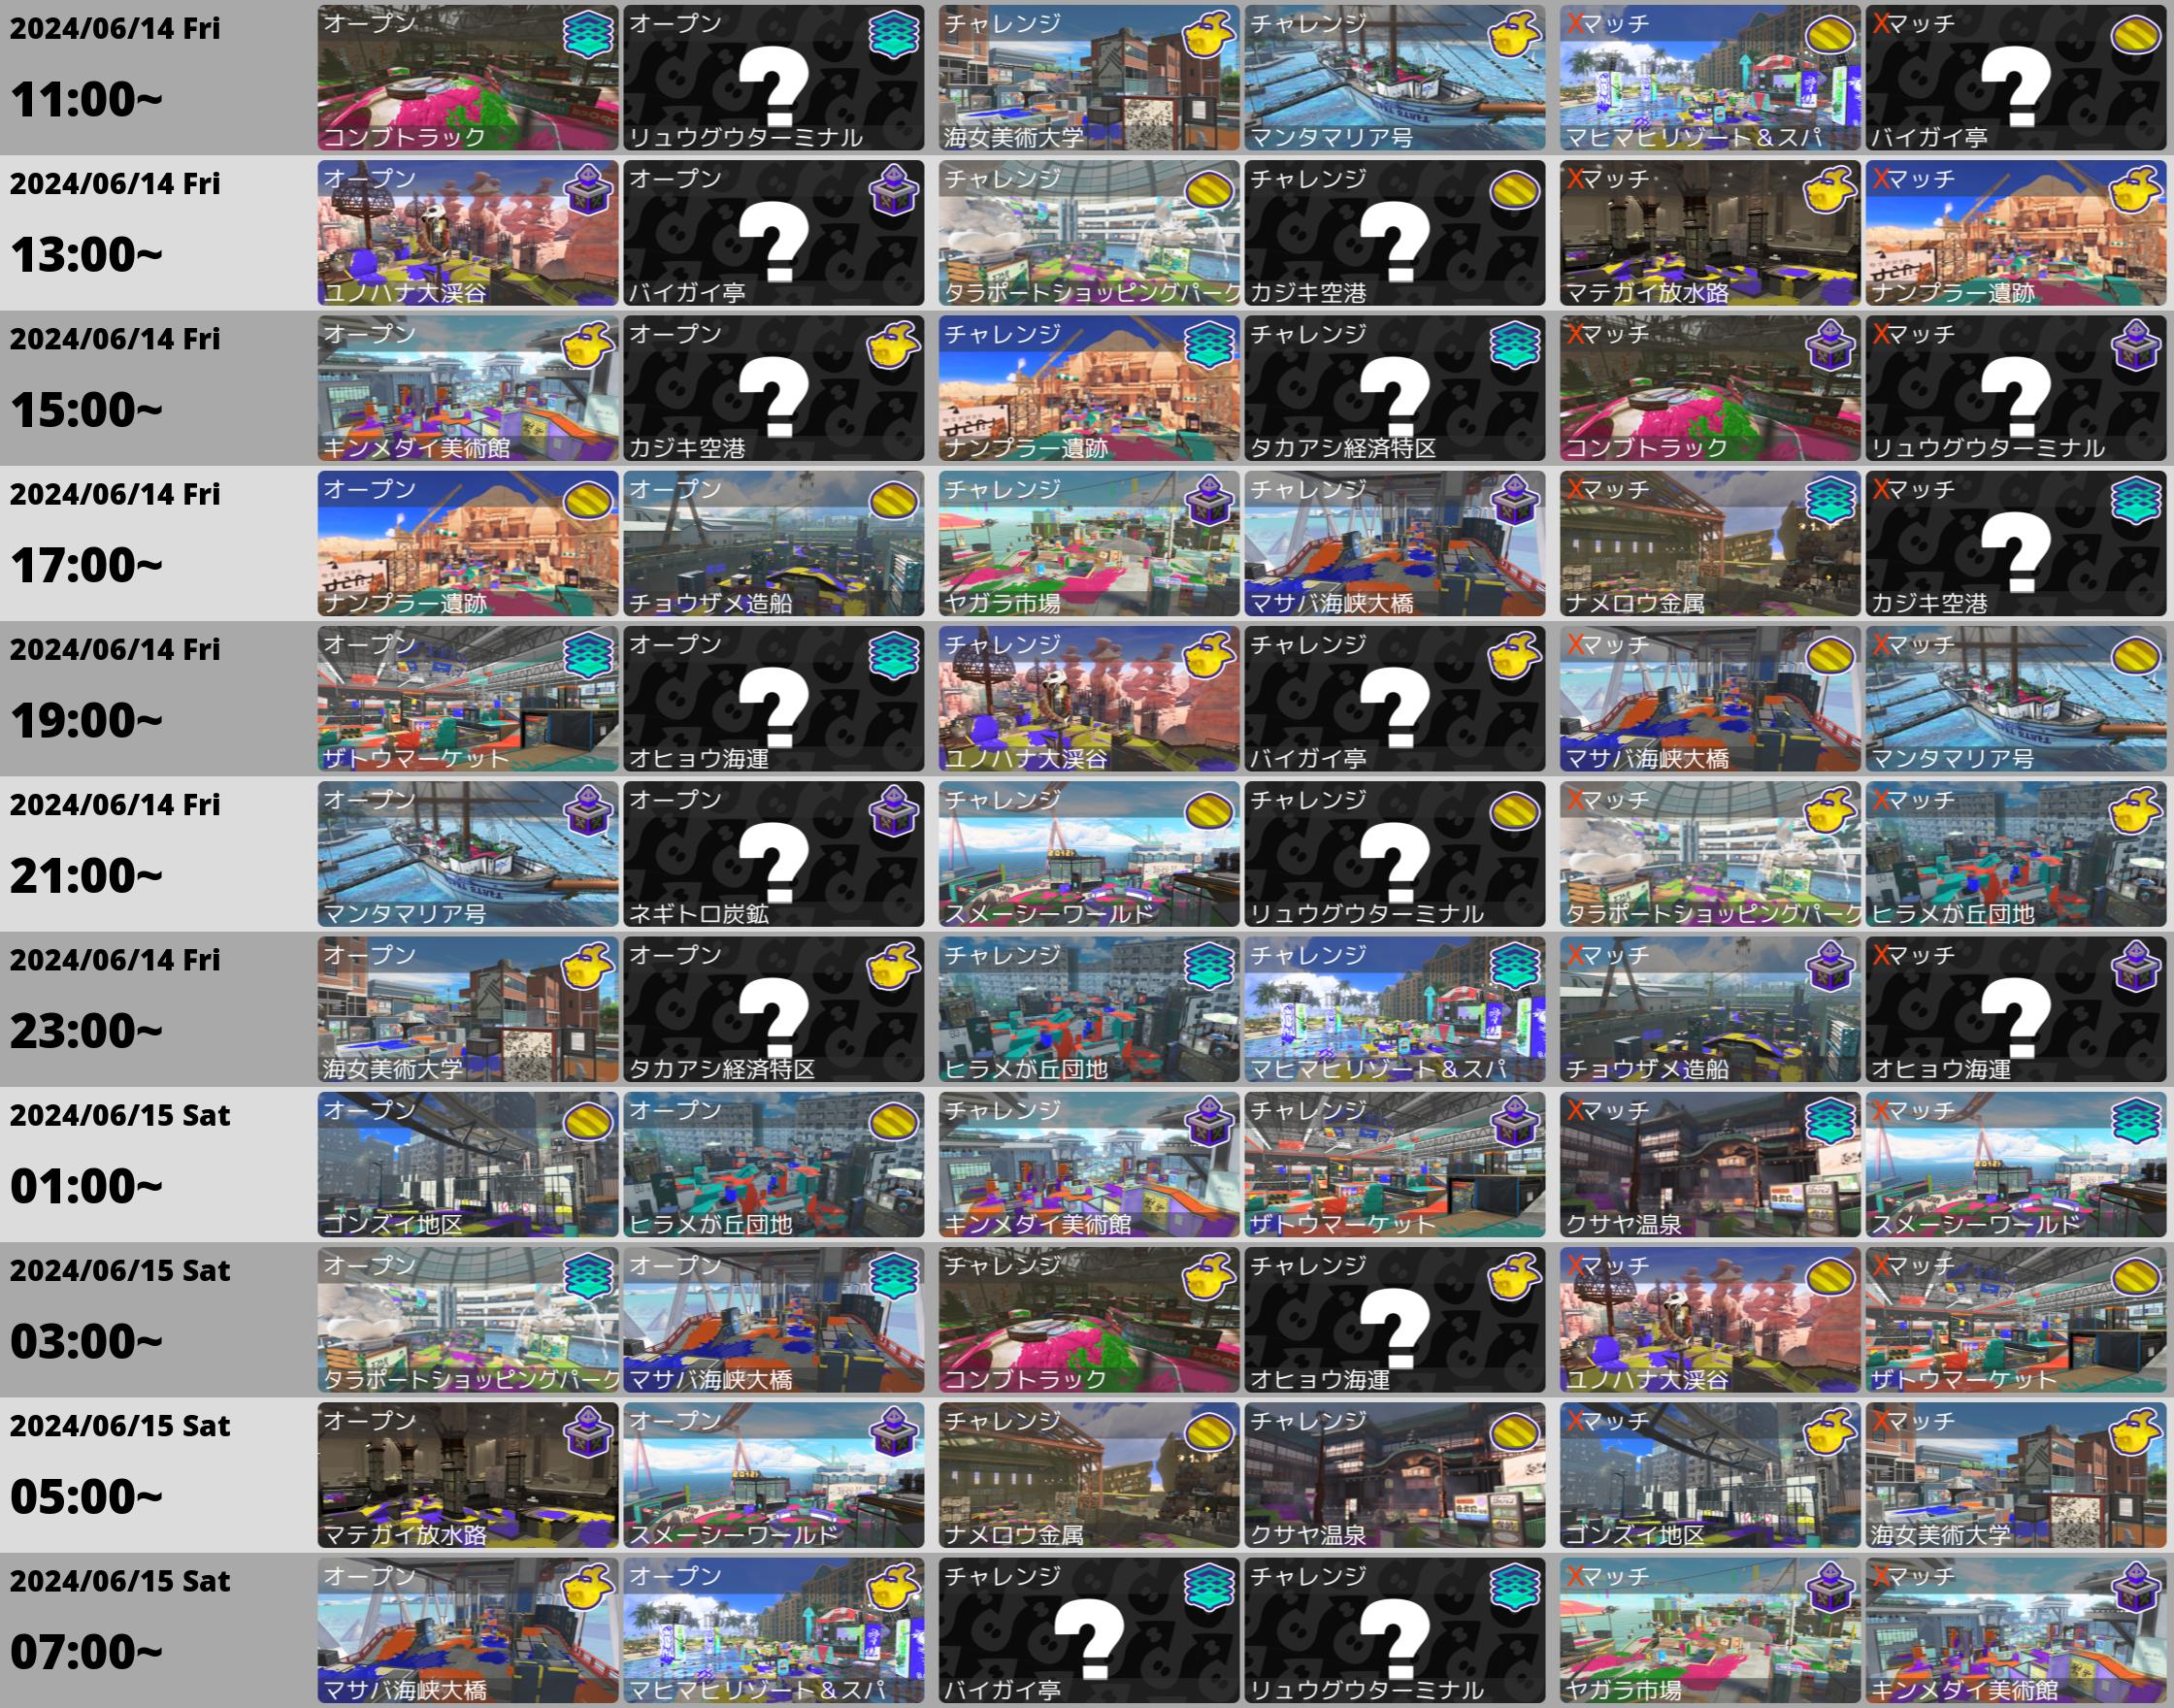 2024/06/14 Fri
11:00~
オープン
コンブトラック
オープン
リュウグウターミナル
チャレンジ
海女美術大学
チャレンジ
マンタマリア号
Xマッチ
マヒマヒリゾート&スパ
Xマッチ
バイガイ亭
2024/06/14 Fri
13:00~
オープン
ユノハナ大渓谷
オープン
バイガイ亭
チャレンジ
タラポートショッピングパーク
チャレンジ
カジキ空港
Xマッチ
マテガイ放水路
Xマッチ
ナンプラー遺跡
2024/06/14 Fri
15:00~
オープン
キンメダイ美術館
オープン
カジキ空港
チャレンジ
ナンプラー遺跡
チャレンジ
タカアシ経済特区
Xマッチ
コンブトラック
Xマッチ
リュウグウターミナル
2024/06/14 Fri
17:00~
オープン
ナンプラー遺跡
オープン
チョウザメ造船
チャレンジ
ヤガラ市場
チャレンジ
マサバ海峡大橋
Xマッチ
ナメロウ金属
Xマッチ
カジキ空港
2024/06/14 Fri
19:00~
オープン
ザトウマーケット
オープン
オヒョウ海運
チャレンジ
ユノハナ大渓谷
チャレンジ
バイガイ亭
Xマッチ
マサバ海峡大橋
Xマッチ
マンタマリア号
2024/06/14 Fri
21:00~
オープン
マンタマリア号
オープン
ネギトロ炭鉱
チャレンジ
スメーシーワールド
チャレンジ
リュウグウターミナル
Xマッチ
タラポートショッピングパーク
Xマッチ
ヒラメが丘団地
2024/06/14 Fri
23:00~
オープン
海女美術大学
オープン
タカアシ経済特区
チャレンジ
ヒラメが丘団地
チャレンジ
マヒマヒリゾート&スパ
Xマッチ
チョウザメ造船
Xマッチ
オヒョウ海運
2024/06/15 Sat
01:00~
オープン
ゴンズイ地区
オープン
ヒラメが丘団地
チャレンジ
キンメダイ美術館
チャレンジ
ザトウマーケット
Xマッチ
クサヤ温泉
Xマッチ
スメーシーワールド
2024/06/15 Sat
03:00~
オープン
タラポートショッピングパーク
オープン
マサバ海峡大橋
チャレンジ
コンブトラック
チャレンジ
オヒョウ海運
Xマッチ
ユノハナ大渓谷
Xマッチ
ザトウマーケット
2024/06/15 Sat
05:00~
オープン
マテガイ放水路
オープン
スメーシーワールド
チャレンジ
ナメロウ金属
チャレンジ
クサヤ温泉
Xマッチ
ゴンズイ地区
Xマッチ
海女美術大学
2024/06/15 Sat
07:00~
オープン
マサバ海峡大橋
オープン
マヒマヒリゾート&スパ
チャレンジ
バイガイ亭
チャレンジ
リュウグウターミナル
Xマッチ
ヤガラ市場
Xマッチ
キンメダイ美術館